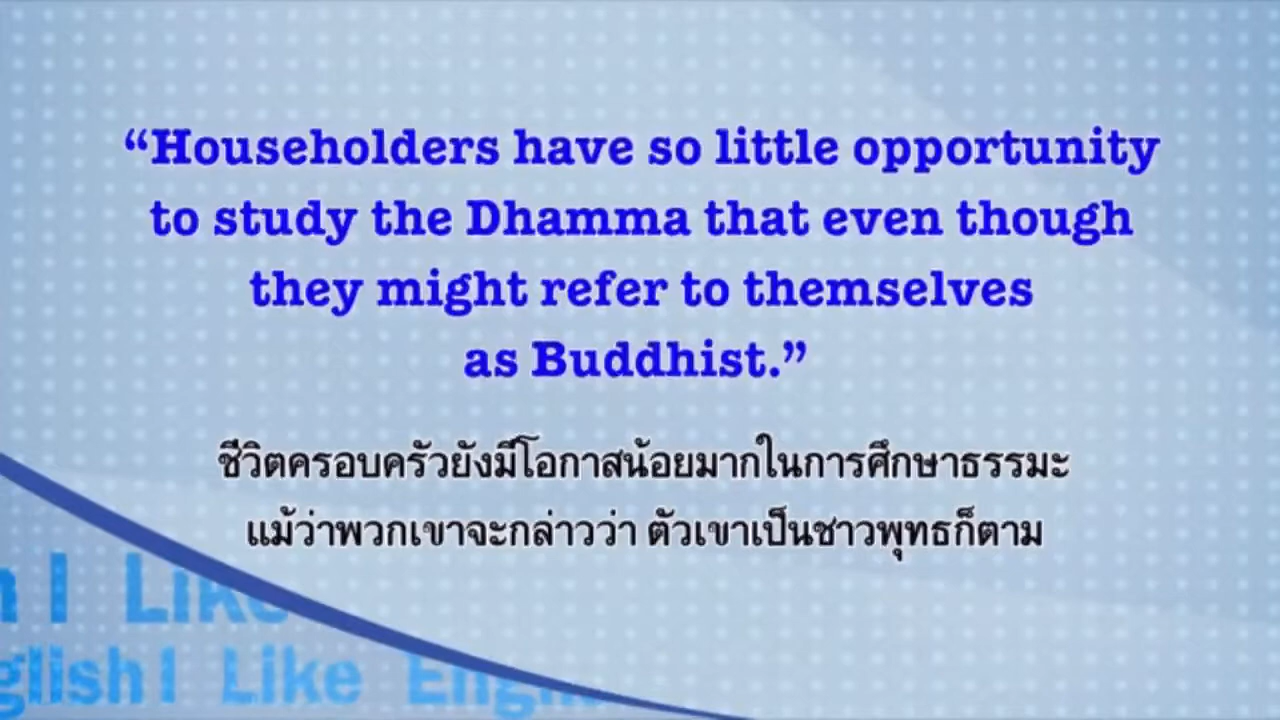 “Householders have so little opportunity
to study the Dhamma that even though
they might refer to themselves
as Buddhist.”
ชีวิตครอบครัวยังมีโอกาสน้อยมากในการศึกษาธรรมะ
แม้ว่าพวกเขาจะกล่าวว่า ตัวเขาเป็นชาวพุทธก็ตาม
I Like
I Like